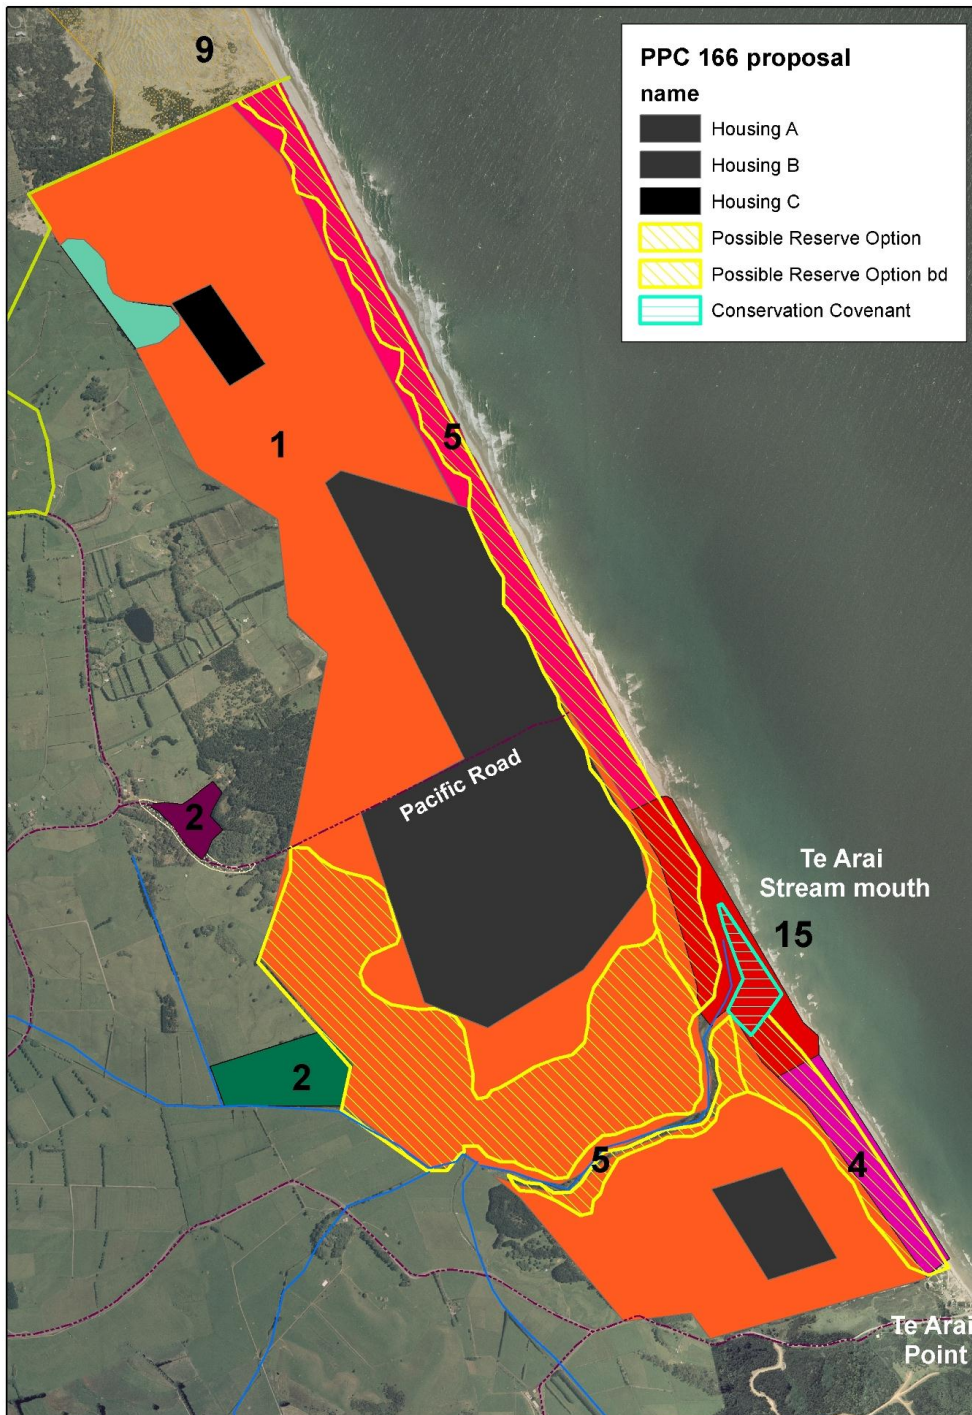 9
PPC 166 proposal
name
Housing A
Housing B
Housing C
Possible Reserve Option
Possible Reserve Option bd
Conservation Covenant
1
5
Pacific Road
2
Te Arai
Stream mouth
15
2
5
4
Te Arai
Point